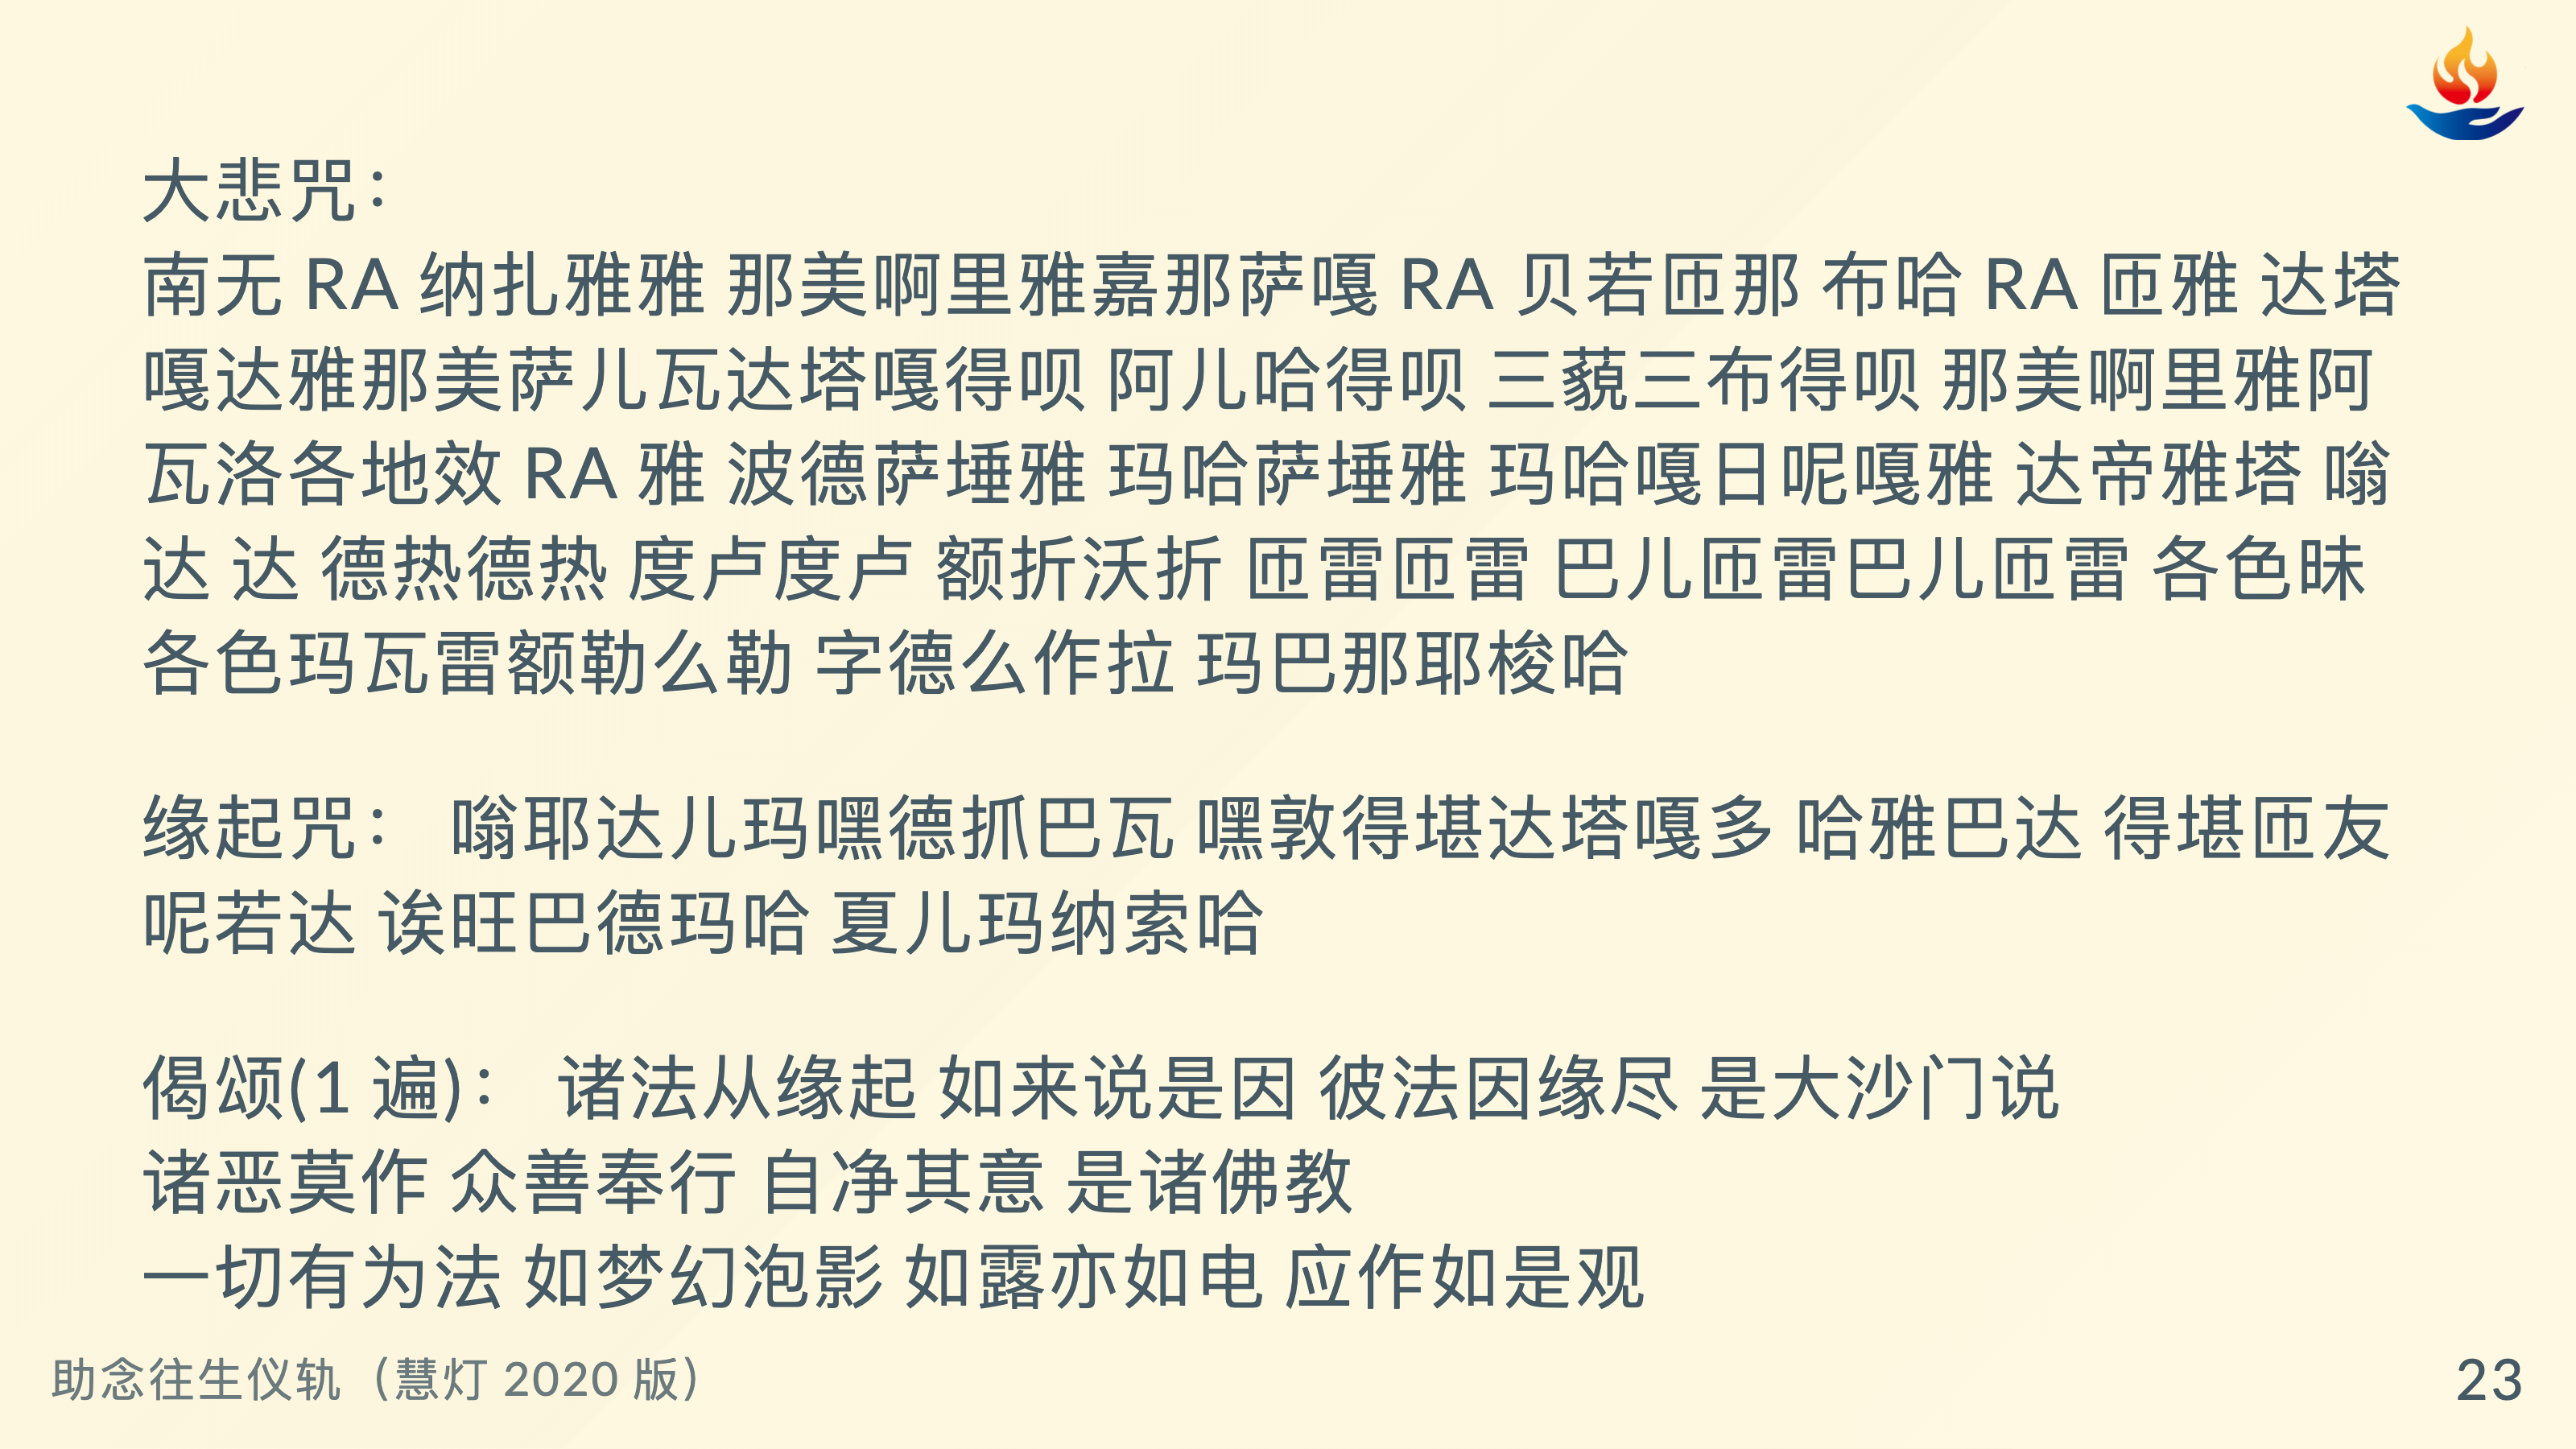 大悲咒：
南无 RA 纳扎雅雅 那美啊里雅嘉那萨嘎 RA 贝若匝那 布哈 RA 匝雅 达塔
嘎达雅那美萨儿瓦达塔嘎得呗 阿儿哈得呗 三藐三布得呗 那美啊里雅阿
瓦洛各地效 RA 雅 波德萨埵雅 玛哈萨埵雅 玛哈嘎日呢嘎雅 达帝雅塔 嗡
达 达 德热德热 度卢度卢 额折沃折 匝雷匝雷 巴儿匝雷巴儿匝雷 各色昧
各色玛瓦雷额勒么勒 字德么作拉 玛巴那耶梭哈
缘起咒： 嗡耶达儿玛嘿德抓巴瓦 嘿敦得堪达塔嘎多 哈雅巴达 得堪匝友
呢若达 诶旺巴德玛哈 夏儿玛纳索哈
偈颂(1 遍)： 诸法从缘起 如来说是因 彼法因缘尽 是大沙门说
诸恶莫作 众善奉行 自净其意 是诸佛教
一切有为法 如梦幻泡影 如露亦如电 应作如是观
助念往生仪轨（慧灯 2020 版）
23